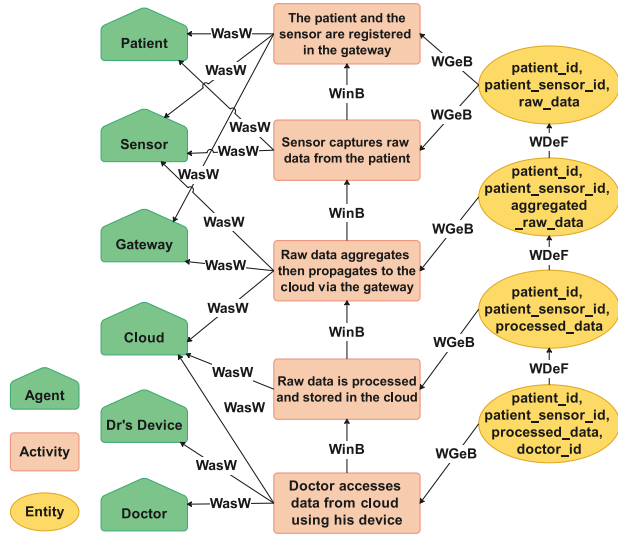 The patient and the
sensor are registered
in the gateway
Patient
WasW
WGeB
patient_id,
patient_sensor_id,
raw_data
WasW
WinB
WasW
WGeB
Sensor
WasW
Sensor captures raw
data from the patient
WDeF
WasW
patient_id,
patient_sensor_id,
aggregated
_raw_data
WasW
WinB
Gateway
WasW
Raw data aggregates
then propagates to the
cloud via the gateway
WGeB
WDeF
patient_id,
patient_sensor_id,
processed_data
WasW
WinB
Cloud
WGeB
WasW
Raw data is processed
and stored in the cloud
WDeF
Agent
WasW
patient_id,
patient_sensor_id,
processed_data,
doctor_id
Dr's Device
WinB
Activity
WasW
WGeB
Doctor accesses
data from cloud
using his device
Entity
Doctor
WasW